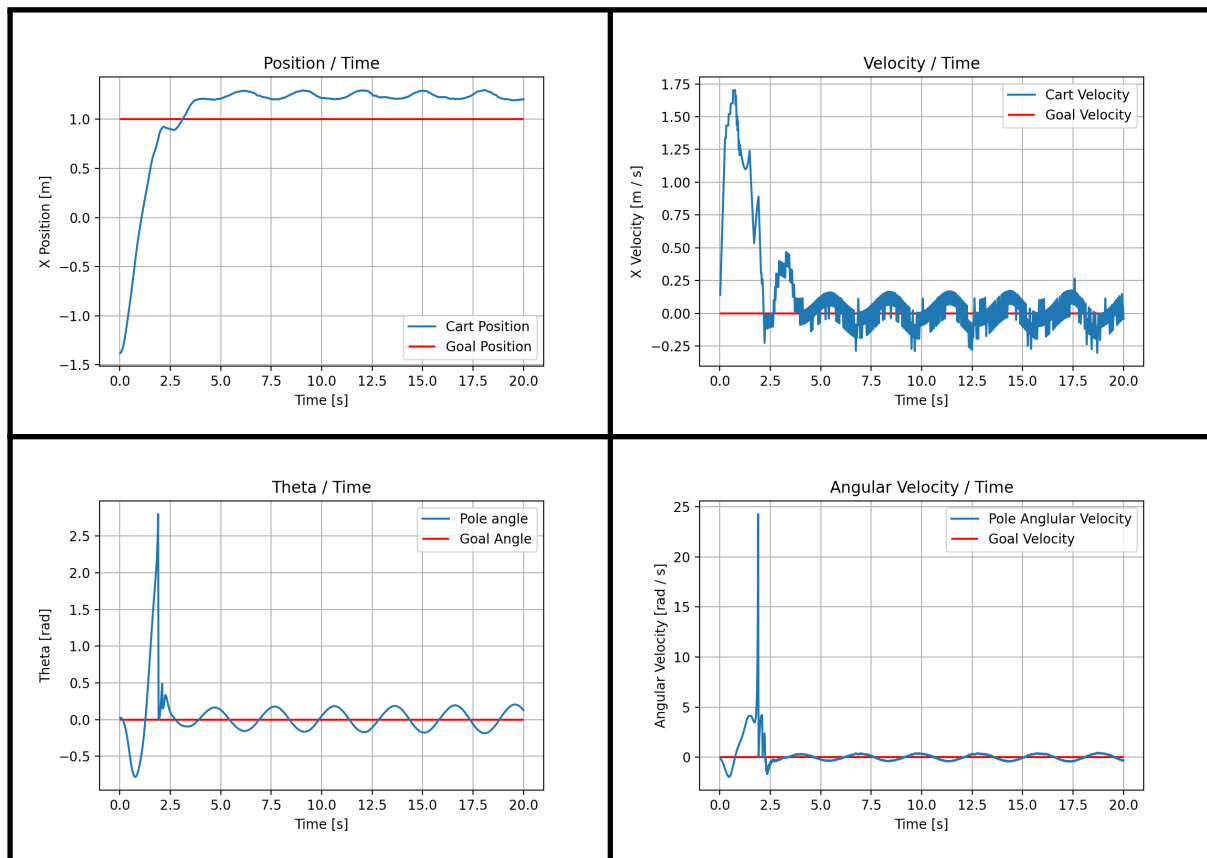 Position / Time
X Position [m]
1.0
0.5
0.0
−0.5
−1.0
−1.5
0.0 2.5 5.0 7.5 10.0 12.5 15.0 17.5 20.0
Time [s]
Cart Position
Goal Position
Velocity / Time
X Velocity [m / s]
1.75
1.50
1.25
1.00
0.75
0.50
0.25
0.00
−0.25
0.0 2.5 5.0 7.5 10.0 12.5 15.0 17.5 20.0
Time [s]
Cart Velocity
Goal Velocity
Theta / Time
Theta [rad]
2.5
2.0
1.5
1.0
0.5
0.0
−0.5
0.0 2.5 5.0 7.5 10.0 12.5 15.0 17.5 20.0
Time [s]
Pole angle
Goal Angle
Angular Velocity / Time
Angular Velocity [rad / s]
25
20
15
10
5
0
0.0 2.5 5.0 7.5 10.0 12.5 15.0 17.5 20.0
Time [s]
Pole Anglular Velocity
Goal Velocity